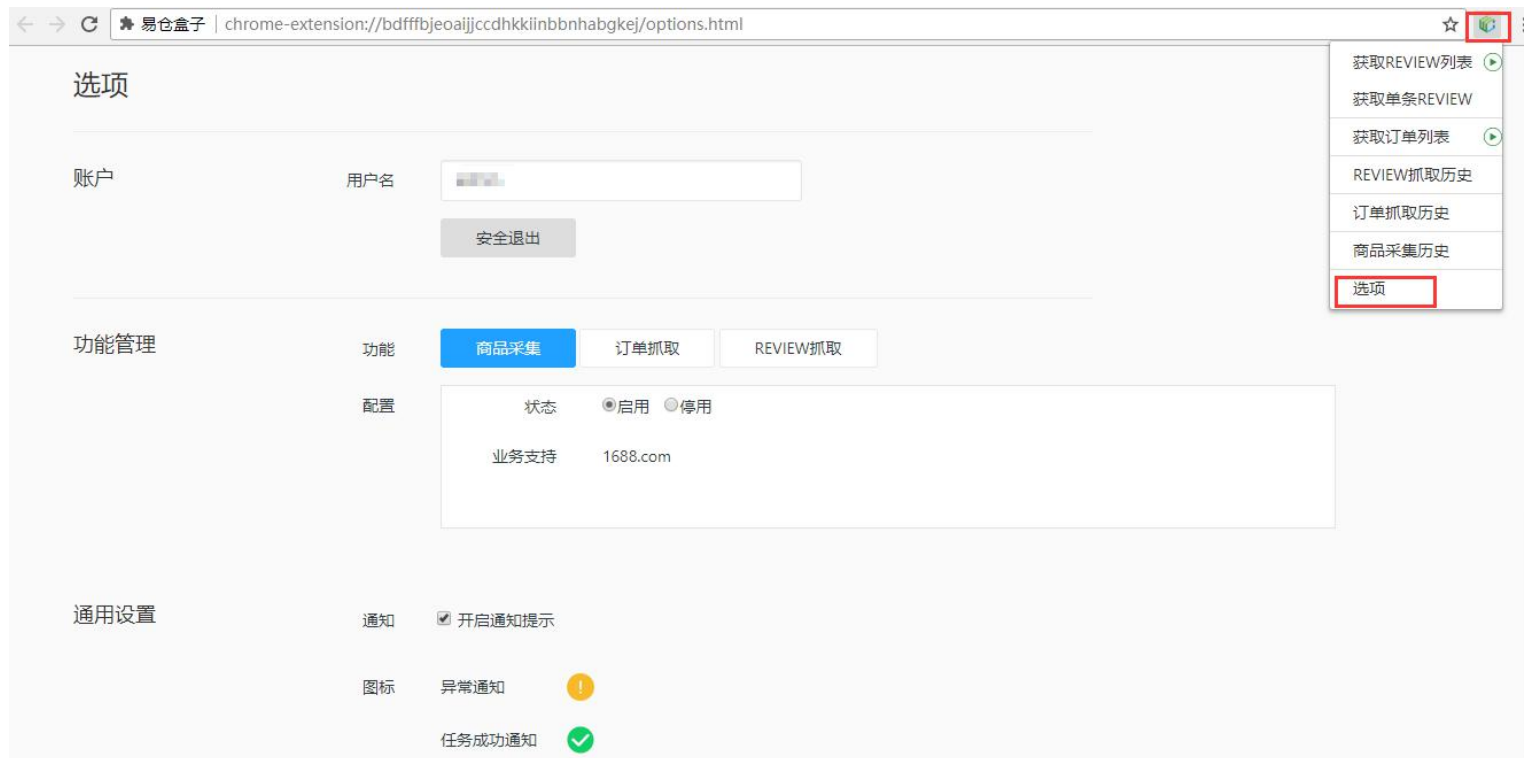 易仓盒子 chrome-extension://bdfffbjeoaijjccdhkkiinbbnhabgkej/options.html
获取REVIEW列表
获取单条REVIEW
获取订单列表
REVIEW抓取历史
订单抓取历史
商品采集历史
选项
选项
账户 用户名
安全退出
功能管理 功能 商品采集 订单抓取 REVIEW抓取
配置 状态 启用 停用
业务支持 1688.com
通用设置 通知 开启通知提示
图标 异常通知
任务成功通知